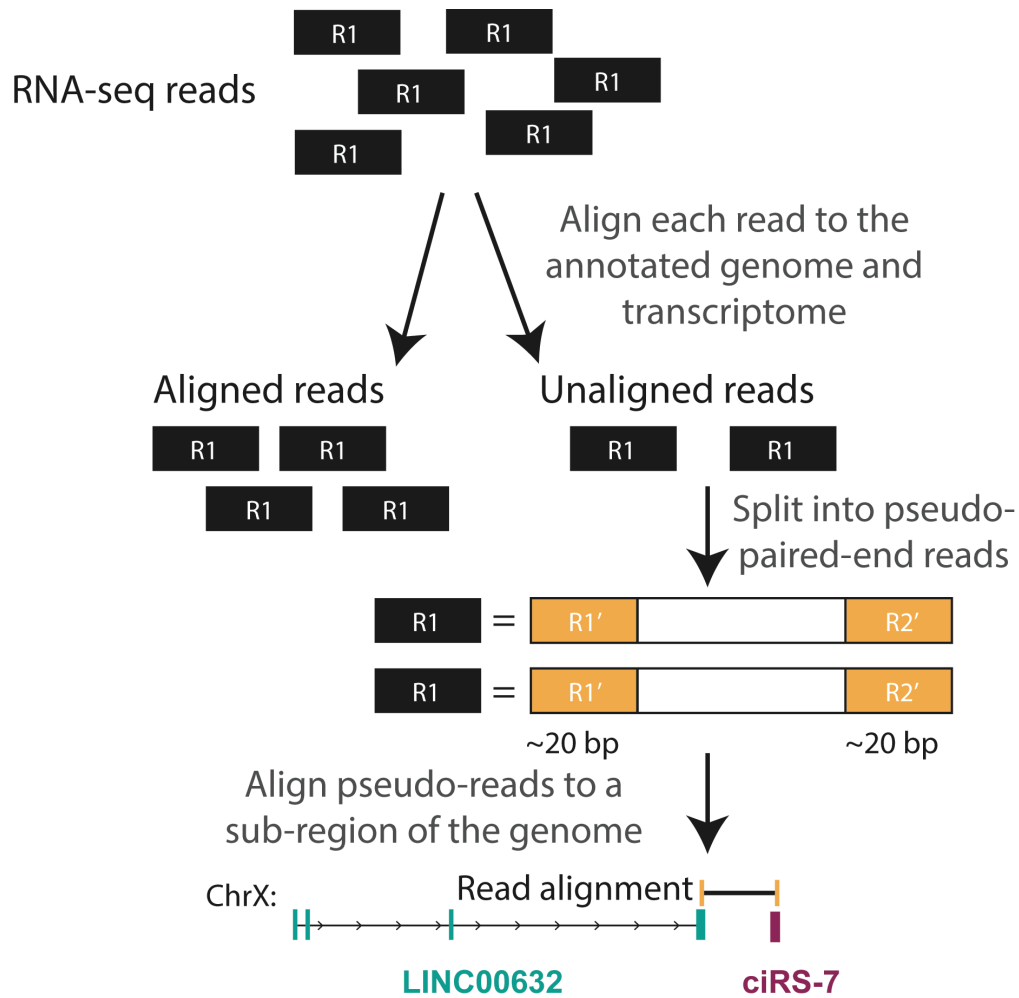 R1
R1
RNA-seq reads
R1
R1
R1
R1
Align each read to the
annotated genome and
transcriptome
Aligned reads
Unaligned reads
R1
R1
R1
R1
R1
R1
Split into pseudo-
paired-end reads
R1 = R1′ R2′
R1 = R1′ R2′
~20 bp ~20 bp
Align pseudo-reads to a
sub-region of the genome
ChrX:
Read alignment
LINC00632
ciRS-7